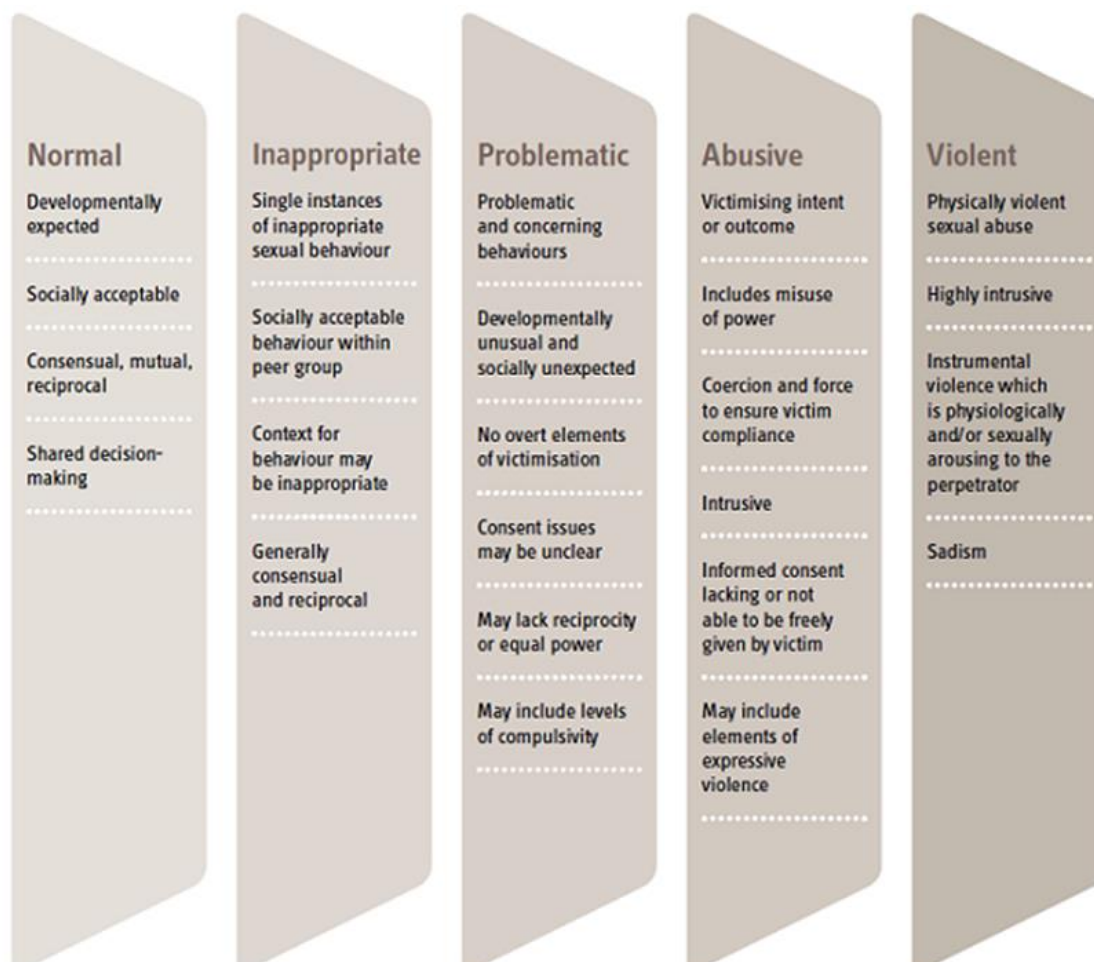 Normal
Developmentally
expected
Socially acceptable
Consensual, mutual,
reciprocal
Shared decision-
making
Inappropriate
Single instances
of inappropriate
sexual behaviour
Socially acceptable
behaviour within
peer group
Context for
behaviour may
be inappropriate
Generally
consensual
and reciprocal
Problematic
Problematic
and concerning
behaviours
Developmentally
unusual and
socially unexpected
No overt elements
of victimisation
Consent issues
may be unclear
May lack reciprocity
or equal power
May include levels
of compulsivity
Abusive
Victimising intent
or outcome
Includes misuse
of power
Coercion and force
to ensure victim
compliance
Intrusive
Informed consent
lacking or not
able to be freely
given by victim
May include
elements of
expressive
violence
Violent
Physically violent
sexual abuse
Highly intrusive
Instrumental
violence which
is physiologically
and/or sexually
arousing to the
perpetrator
Sadism